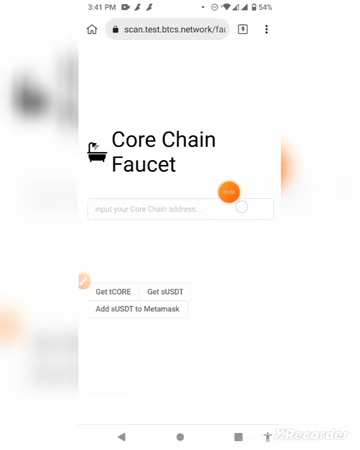 3:41 PM
54%
scan.test.btcs.network/fau
9
Core Chain
Faucet
Input your Core Chain address...
Get tCORE
Get sUSDT
Add sUSDT to Metamask
XRecorder